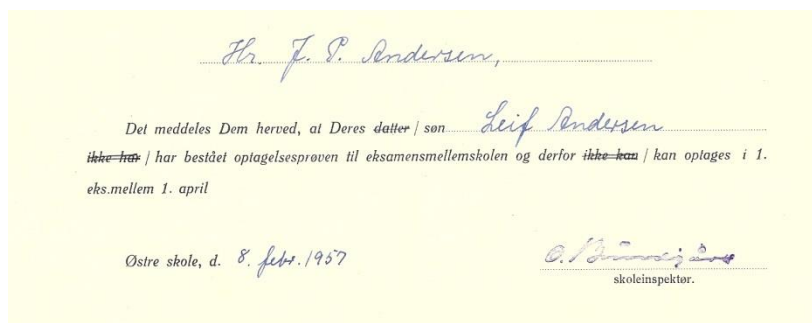 Hr. J. P. Andersen,
Det meddeles Dem herved, at Deres datter / søn Leif Andersen
ikke har / har bestået optagelsesprøven til eksamensmellemskolen og derfor ikke kan / kan optages i 1.
eks.mellem 1. april
Østre skole, d. 8. febr. 1957
O.
skoleinspektør.